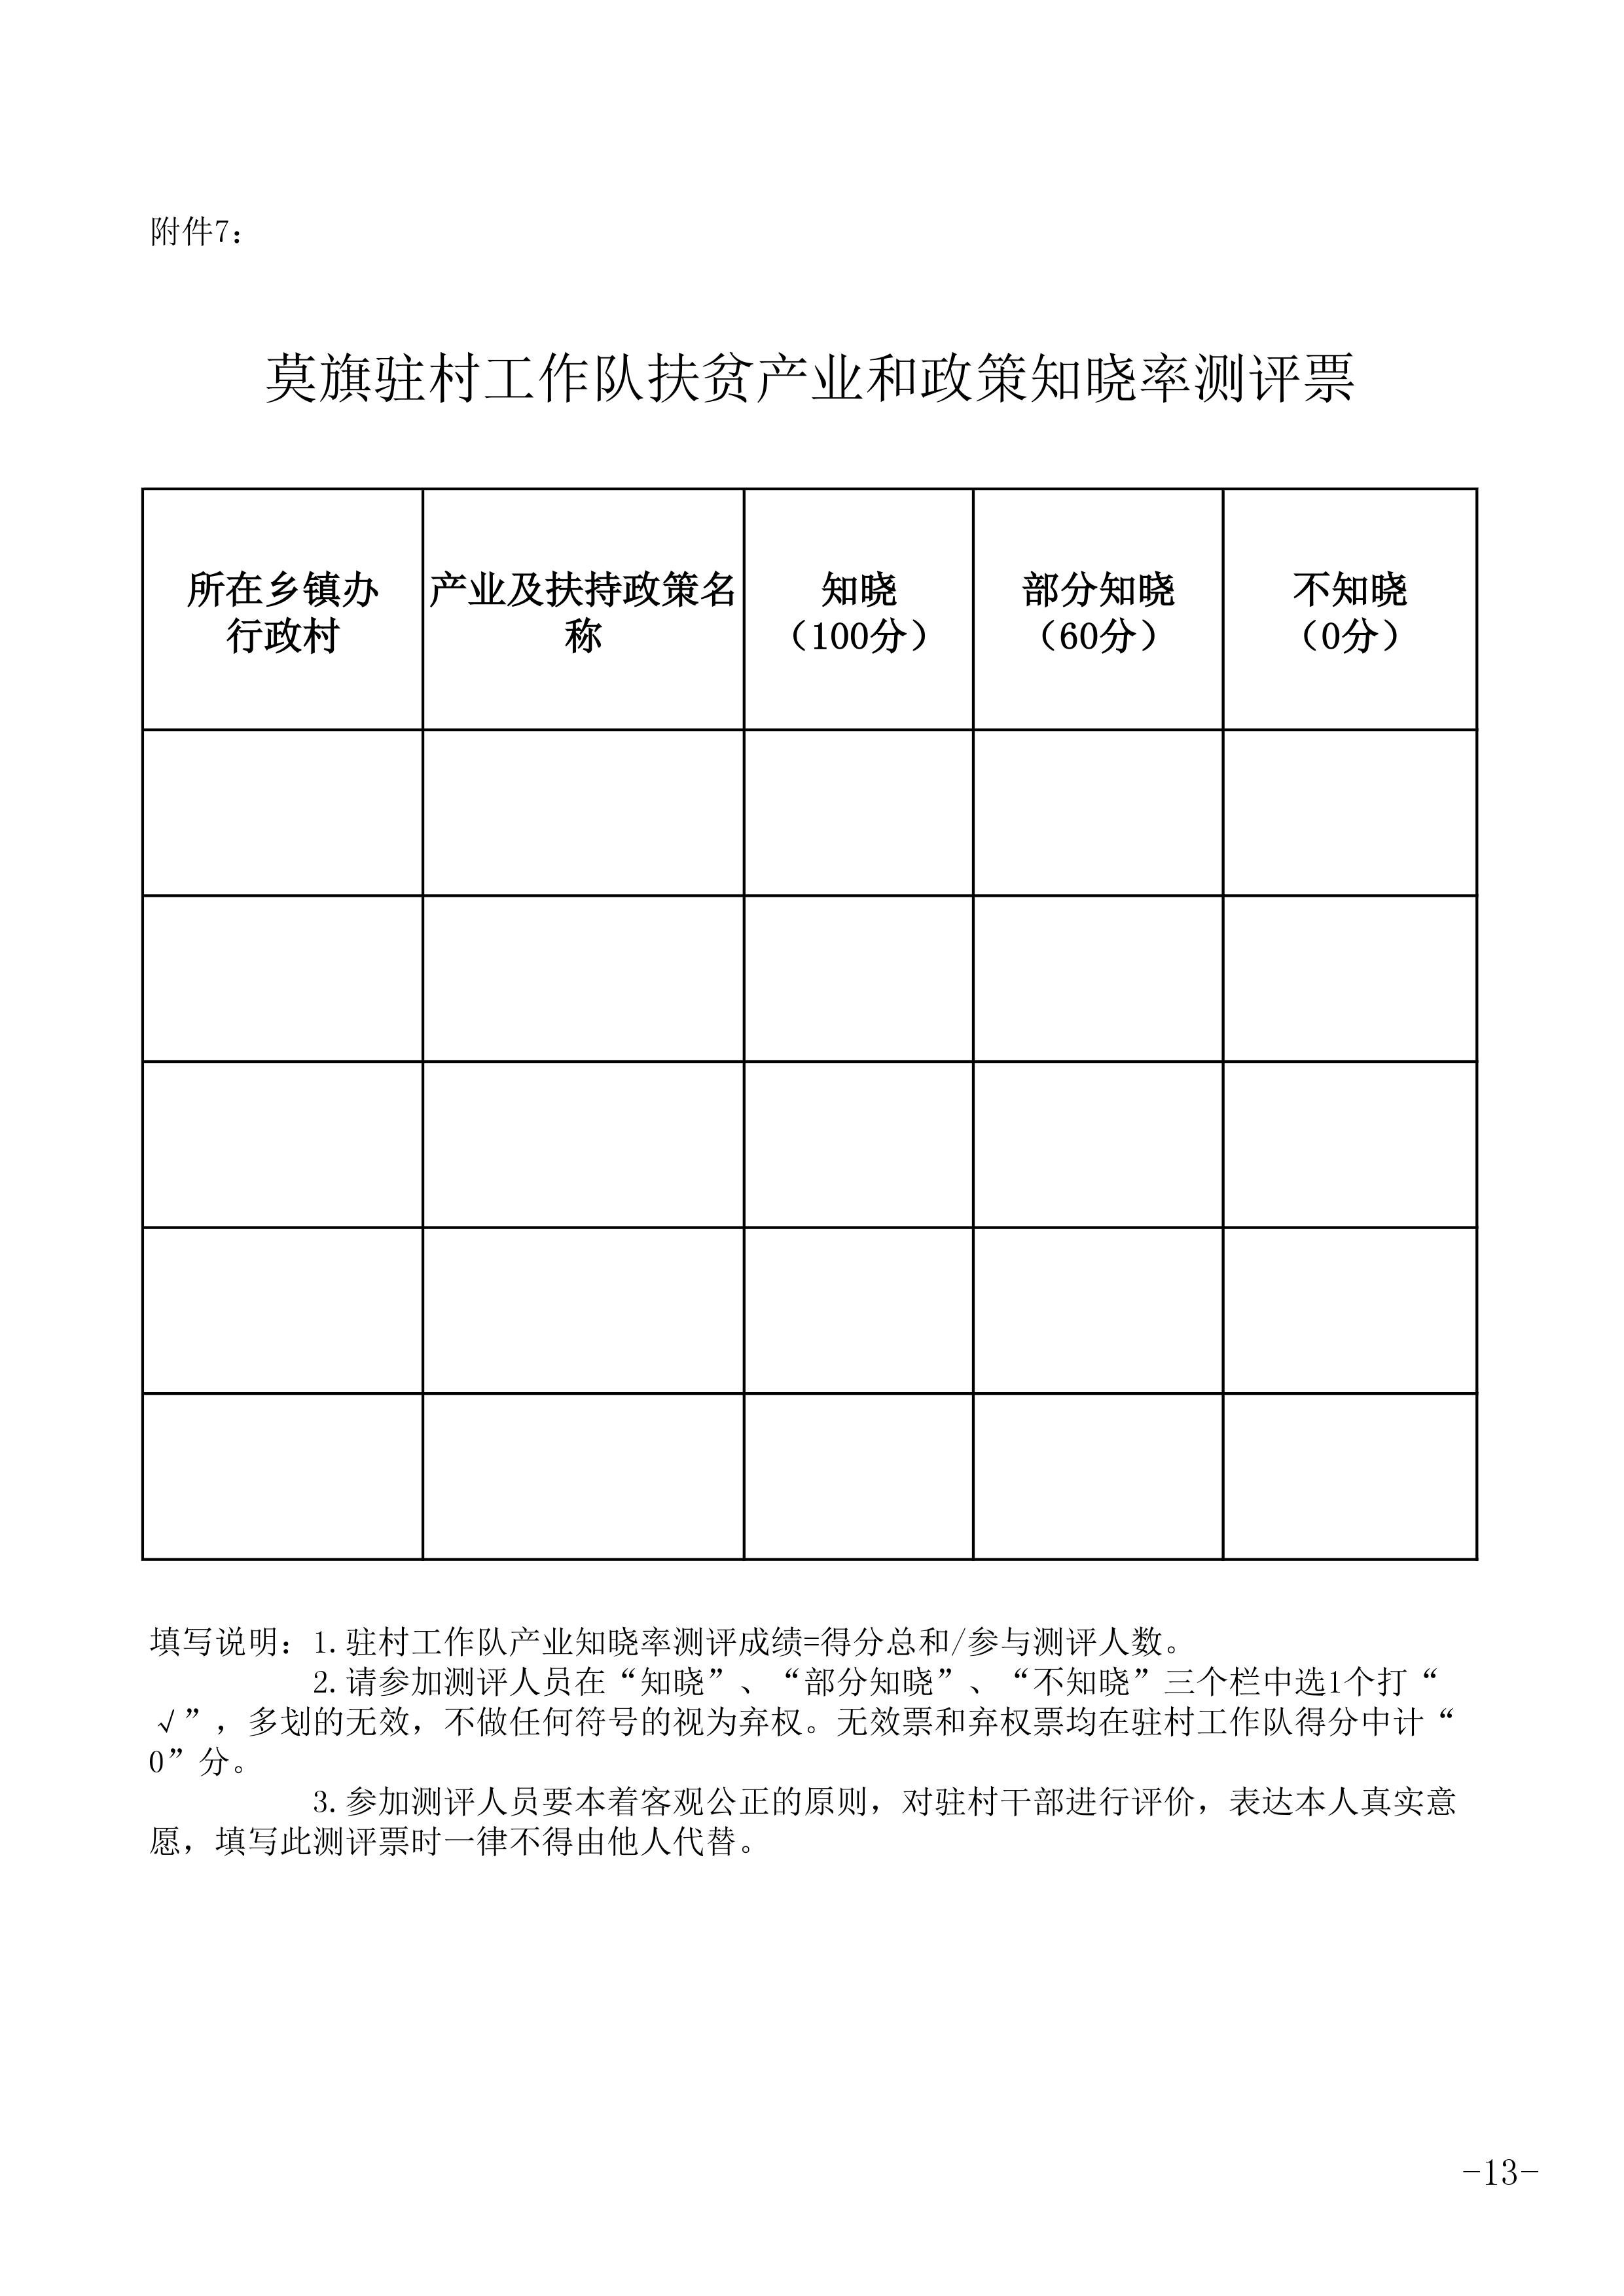 附件7：
莫旗驻村工作队扶贫产业和政策知晓率测评票
所在乡镇办
行政村
产业及扶持政策名
称
知晓
（100分）
部分知晓
（60分）
不知晓
（0分）
填写说明：1.驻村工作队产业知晓率测评成绩=得分总和/参与测评人数。
2.请参加测评人员在“知晓”、“部分知晓”、“不知晓”三个栏中选1个打“
√”，多划的无效，不做任何符号的视为弃权。无效票和弃权票均在驻村工作队得分中计“
0”分。
3.参加测评人员要本着客观公正的原则，对驻村干部进行评价，表达本人真实意
愿，填写此测评票时一律不得由他人代替。
-13-